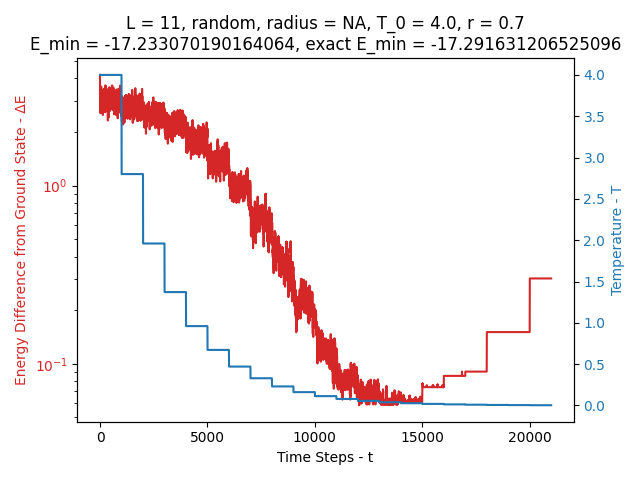 L = 11, random, radius = NA, T_0 = 4.0, r = 0.7
E_min = -17.233070190164064, exact E_min = -17.291631206525096
Energy Difference from Ground State - ΔE
10⁰
10⁻¹
4.0
3.5
3.0
2.5
2.0
1.5
1.0
0.5
0.0
Temperature - T
0 5000 10000 15000 20000
Time Steps - t